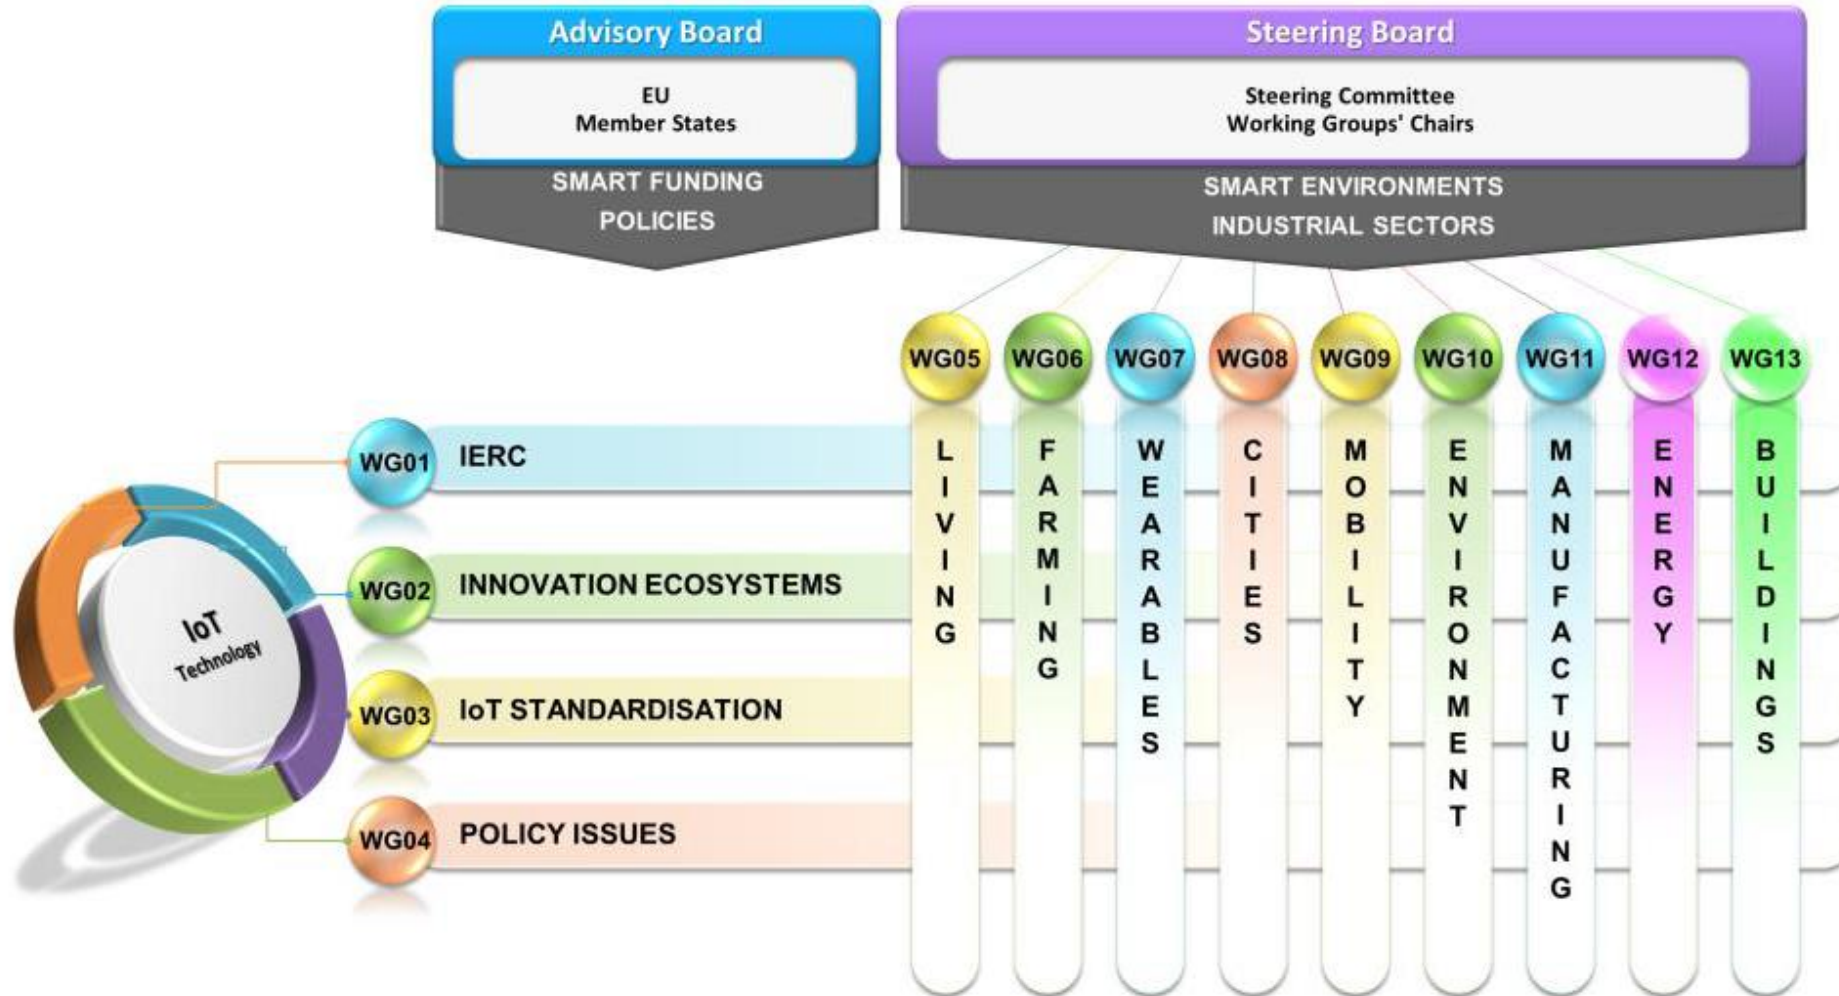 Advisory Board
EU
Member States
SMART FUNDING
POLICIES
Steering Board
Steering Committee
Working Groups' Chairs
SMART ENVIRONMENTS
INDUSTRIAL SECTORS
WG05
LIVING
WG06
FARMING
WG07
WEARABLES
WG08
CITIES
WG09
MOBILITY
WG10
ENVIRONMENT
WG11
MANUFACTURING
WG12
ENERGY
WG13
BUILDINGS
IoT
Technology
WG01
IERC
WG02
INNOVATION ECOSYSTEMS
WG03
IoT STANDARDISATION
WG04
POLICY ISSUES